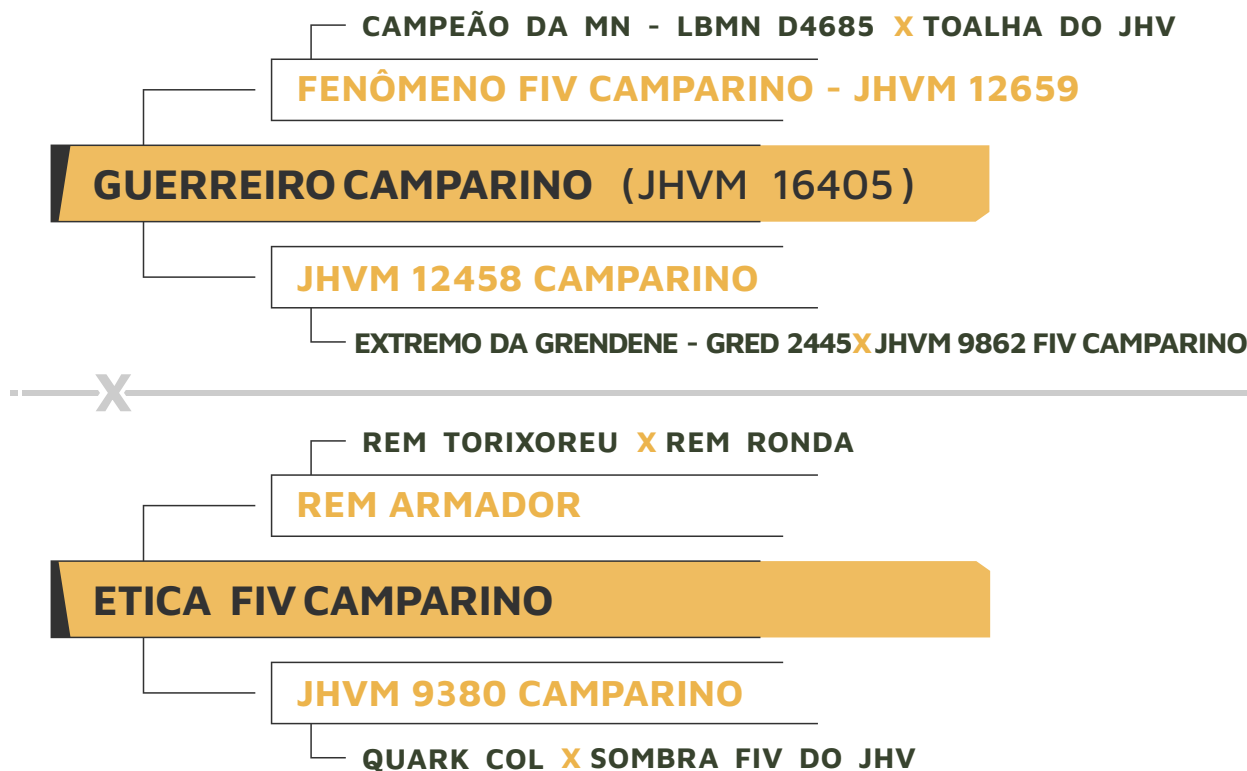 CAMPEÃO DA MN - LBMN D4685 X TOALHA DO JHV
FENÔMENO FIV CAMPARINO - JHVM 12659
GUERREIRO CAMPARINO (JHVM 16405)
JHVM 12458 CAMPARINO
EXTREMO DA GRENDENE - GRED 2445X JHVM 9862 FIV CAMPARINO
X
REM TORIXOREU X REM RONDA
REM ARMADOR
ETICA FIV CAMPARINO
JHVM 9380 CAMPARINO
QUARK COL X SOMBRA FIV DO JHV